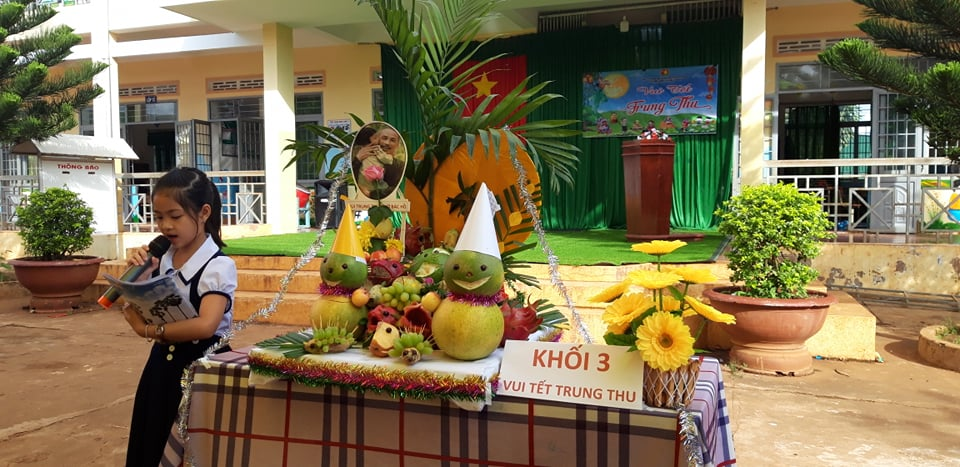 Vui Tết
Trung Thu
THÔNG BÁO
KHỐI 3
VUI TẾT TRUNG THU